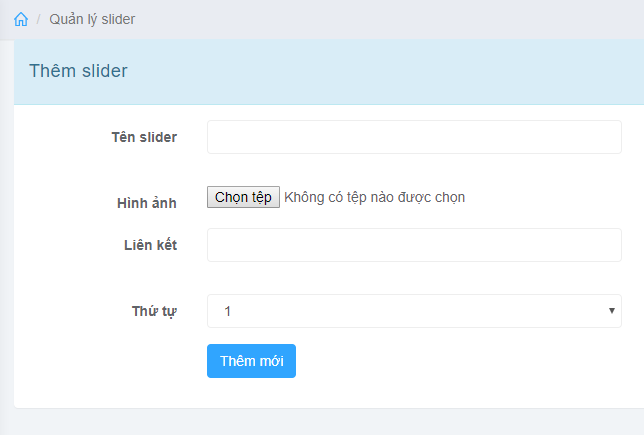 / Quản lý slider
Thêm slider
Tên slider
Hình ảnh Chọn tệp Không có tệp nào được chọn
Liên kết
Thứ tự 1
Thêm mới